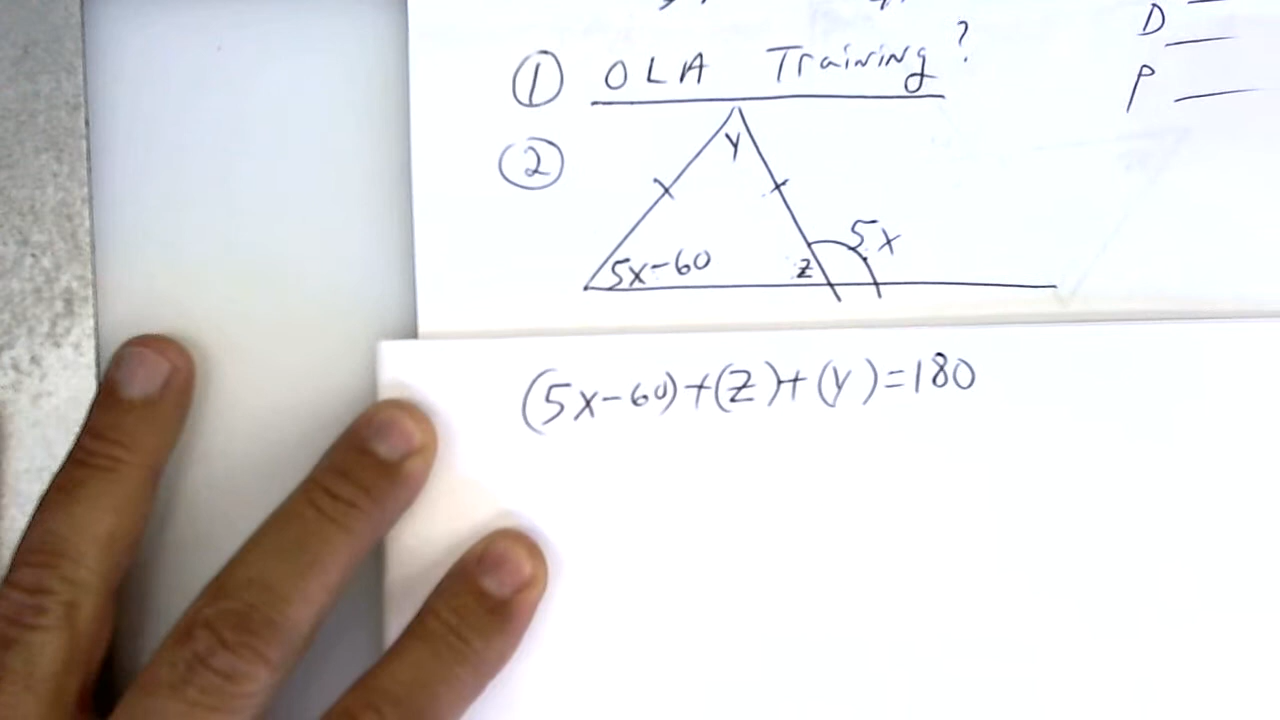 D
① OLA Training?
P
②
y
5x
5x-60
z
(5x-60)+(z)+(y)=180